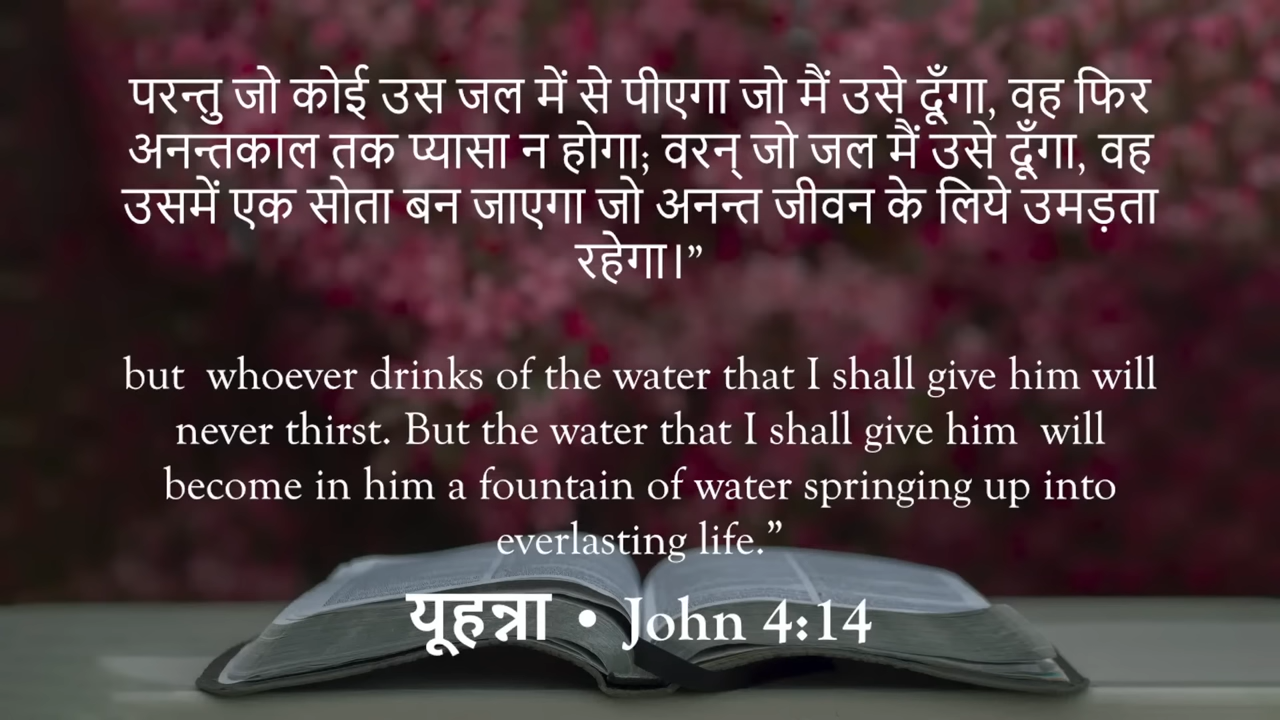 परन्तु जो कोई उस जल में से पीएगा जो मैं उसे दूँगा, वह फिर
अनन्तकाल तक प्यासा न होगा; वरन् जो जल मैं उसे दूँगा, वह
उसमें एक सोता बन जाएगा जो अनन्त जीवन के लिये उमड़ता
रहेगा।”
but  whoever drinks of the water that I shall give him will
never thirst. But the water that I shall give him  will
become in him a fountain of water springing up into
everlasting life.”
यूहन्ना • John 4:14